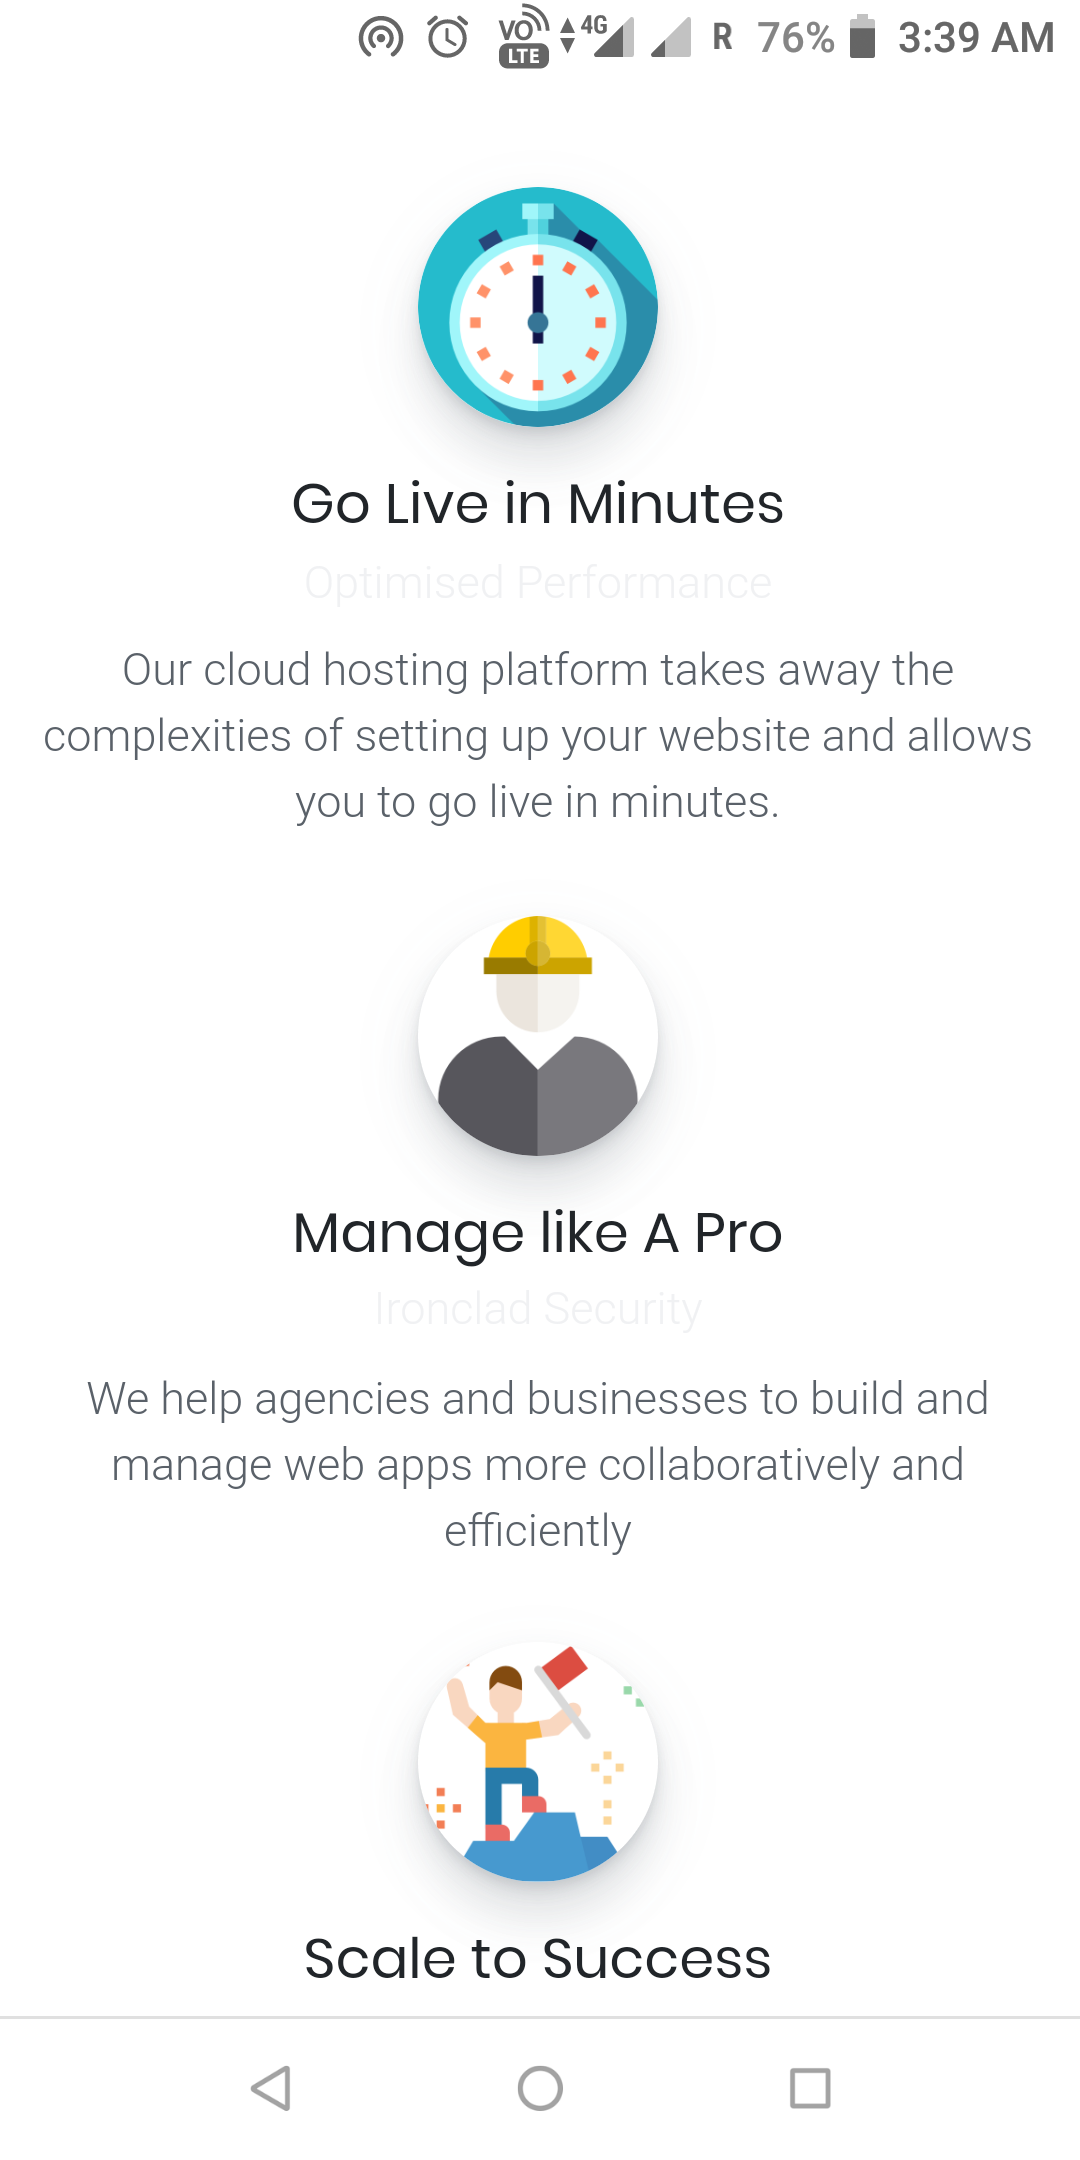 VO LTE 4G R 76% 3:39 AM
Go Live in Minutes
Optimised Performance
Our cloud hosting platform takes away the
complexities of setting up your website and allows
you to go live in minutes.
Manage like A Pro
Ironclad Security
We help agencies and businesses to build and
manage web apps more collaboratively and
efficiently
Scale to Success